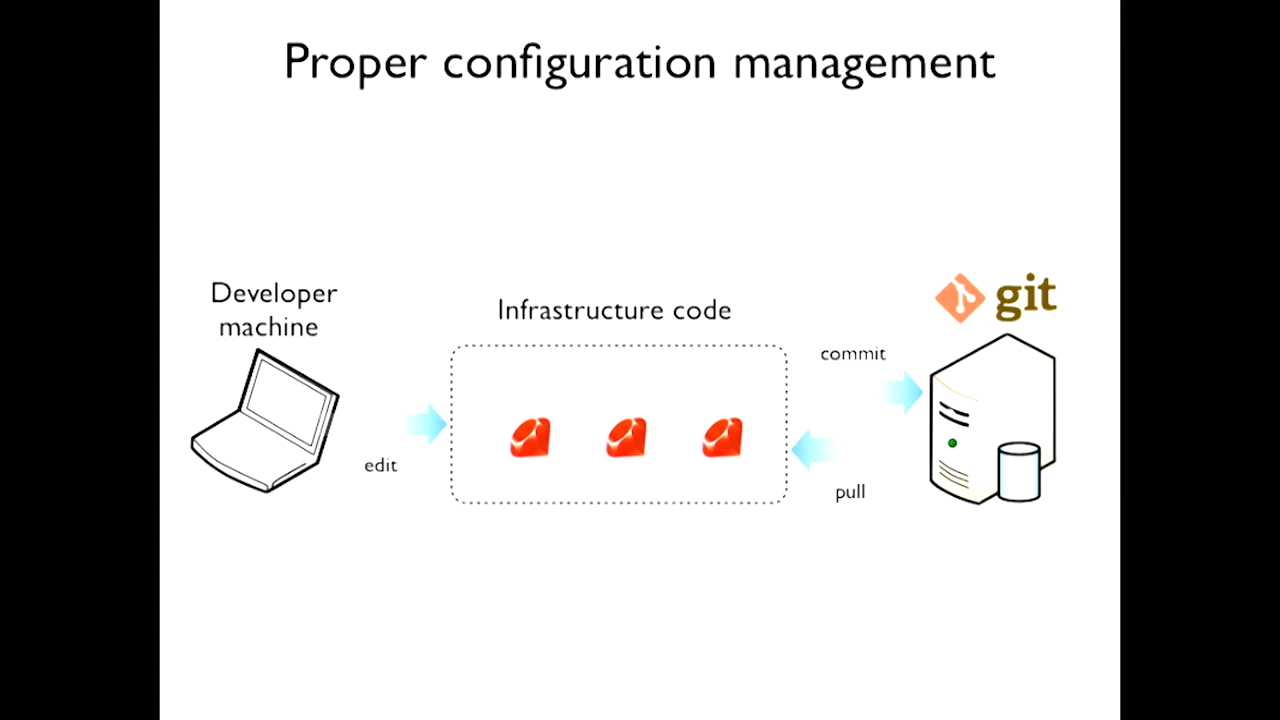 Proper configuration management
Developer
machine
Infrastructure code
git
commit
edit
pull